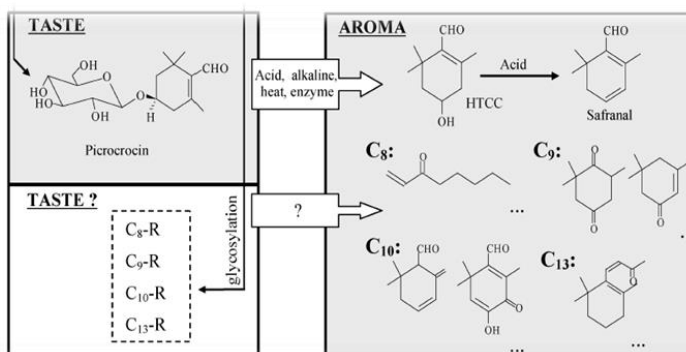 TASTE
OH
CHO
HO
HO
OH
O
O
O
H
Picrocrocin
Acid, alkaline,
heat, enzyme
AROMA
CHO
OH
HTCC
Acid
CHO
Safranal
C₈:
O
...
C₉:
O
O
O
...
TASTE ?
C₈-R
C₉-R
C₁₀-R
C₁₃-R
glycosylation
?
C₁₀:
CHO
CHO
O
OH
...
C₁₃:
O
...